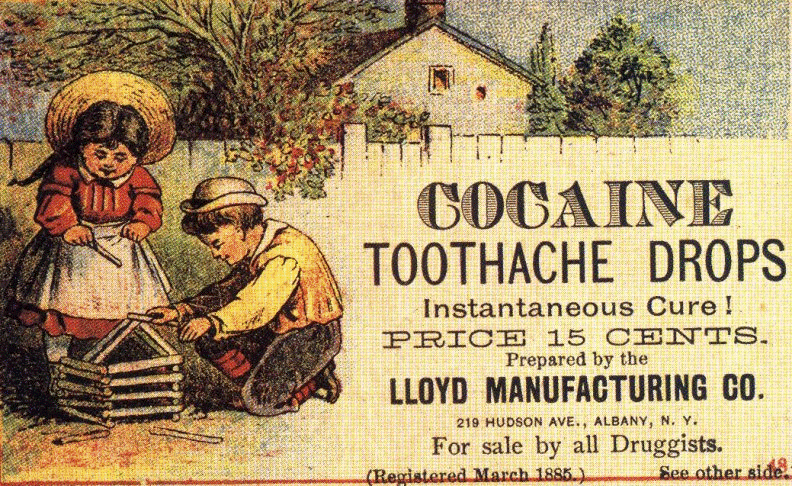 COCAINE
TOOTHACHE DROPS
Instantaneous Cure!
PRICE 15 CENTS.
Prepared by the
LLOYD MANUFACTURING CO.
219 HUDSON AVE., ALBANY, N. Y.
For sale by all Druggists.
(Registered March 1885.) See other side.